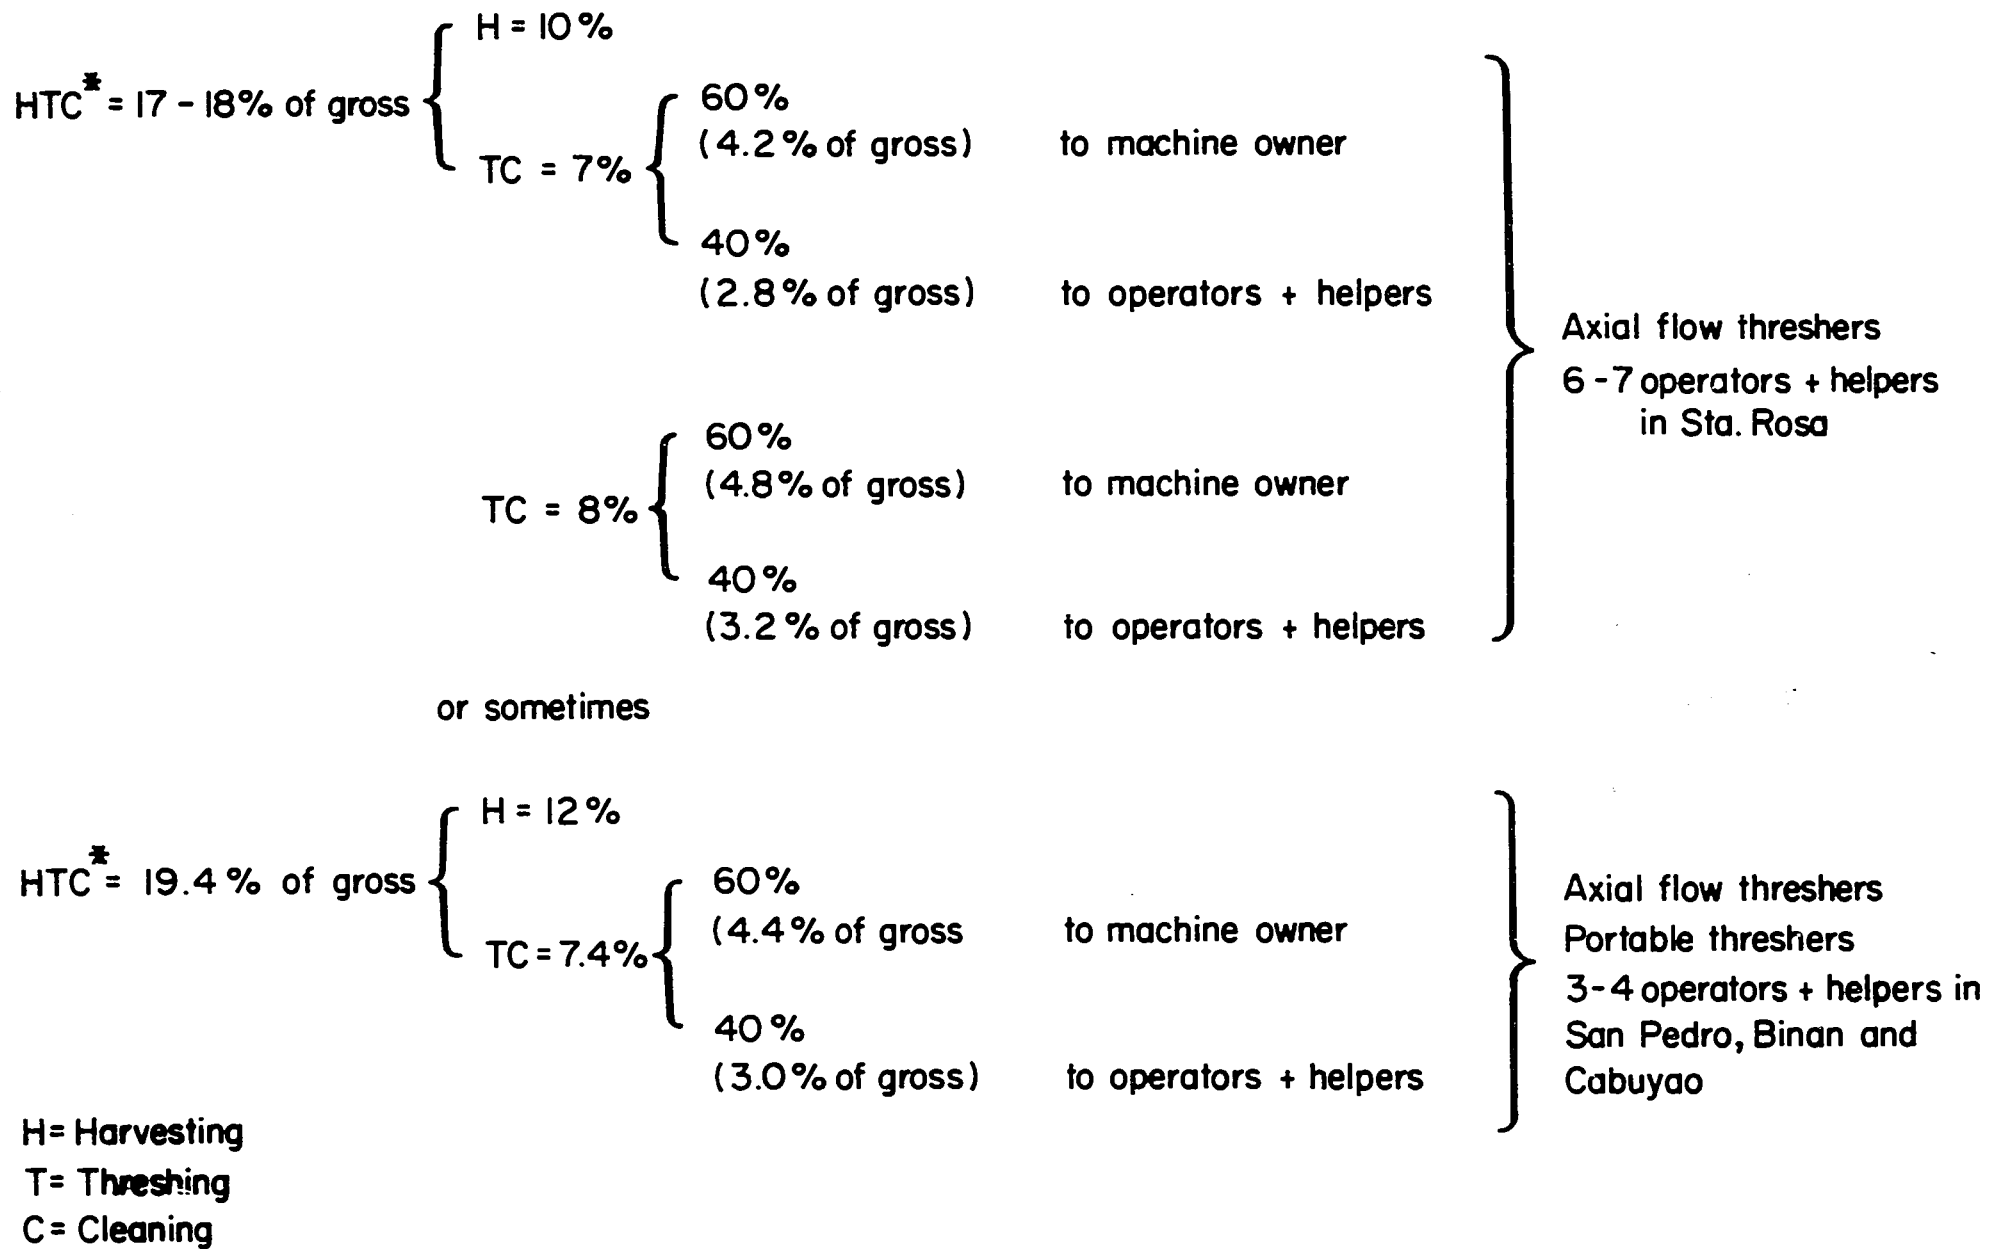 H = 10%
HTC* = 17 - 18% of gross
TC = 7%
60%
(4.2% of gross) to machine owner
40%
(2.8% of gross) to operators + helpers
TC = 8%
60%
(4.8% of gross) to machine owner
40%
(3.2% of gross) to operators + helpers
Axial flow threshers
6-7 operators + helpers
in Sta. Rosa
or sometimes
H = 12%
HTC* = 19.4% of gross
TC = 7.4%
60%
(4.4% of gross to machine owner
40%
(3.0% of gross) to operators + helpers
Axial flow threshers
Portable threshers
3-4 operators + helpers in
San Pedro, Binan and
Cabuyao
H = Harvesting
T = Threshing
C = Cleaning